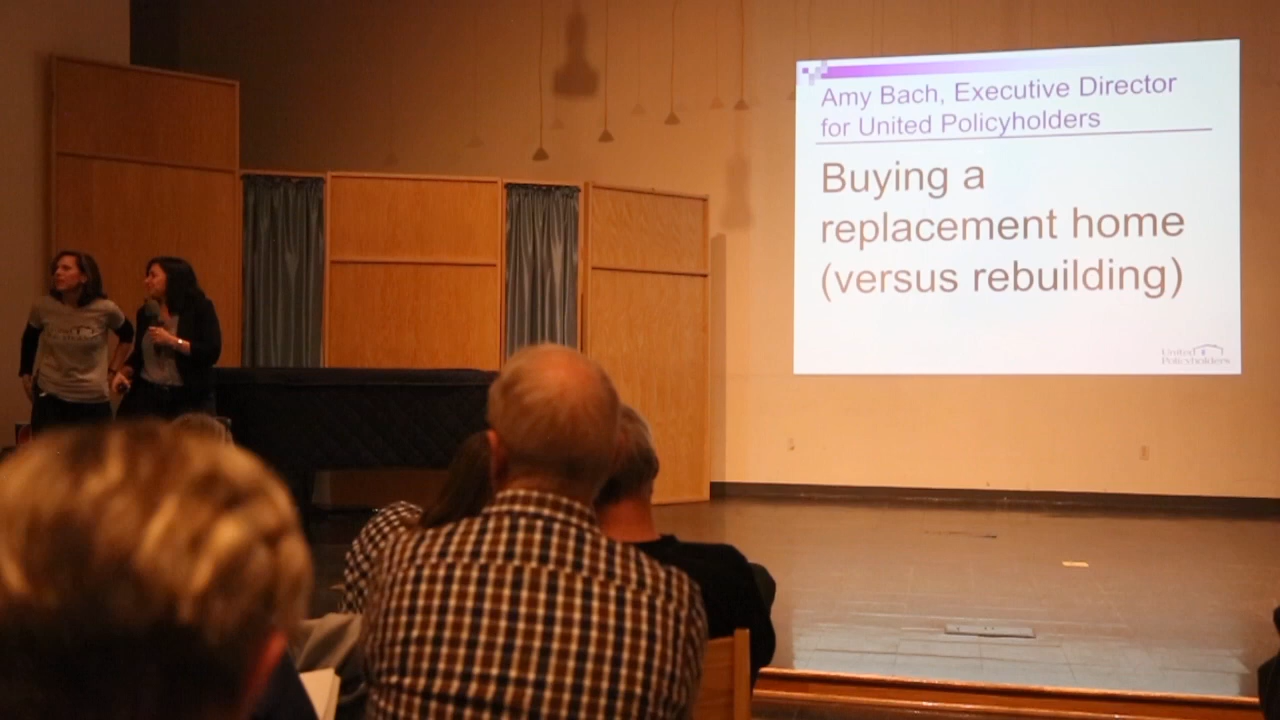 Amy Bach, Executive Director
for United Policyholders
Buying a
replacement home
(versus rebuilding)
United
Policyholders